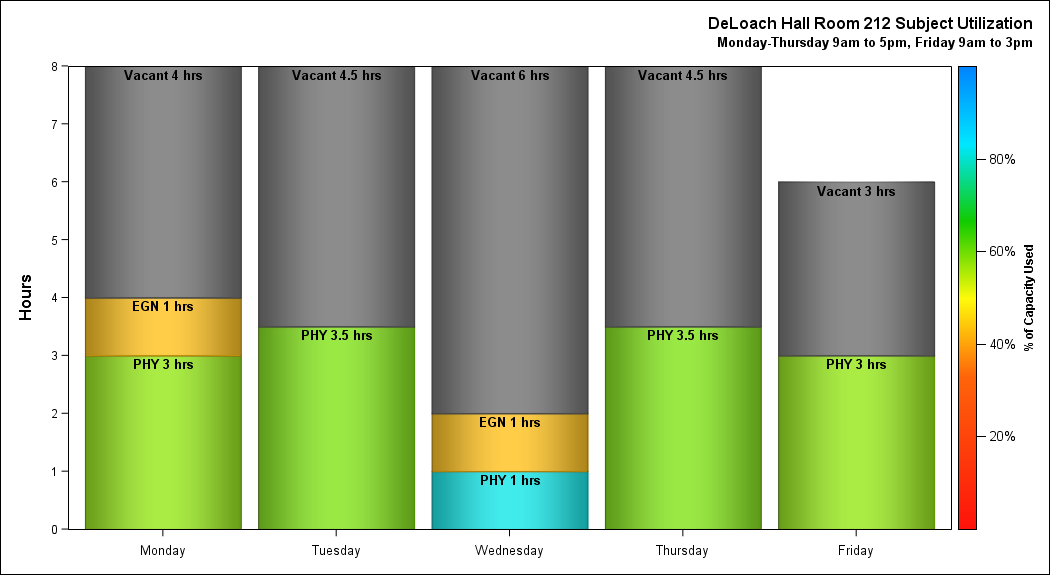 DeLoach Hall Room 212 Subject Utilization
Monday-Thursday 9am to 5pm, Friday 9am to 3pm
Hours
8
7
6
5
4
3
2
1
0
Vacant 4 hrs
EGN 1 hrs
PHY 3 hrs
Vacant 4.5 hrs
PHY 3.5 hrs
Vacant 6 hrs
EGN 1 hrs
PHY 1 hrs
Vacant 4.5 hrs
PHY 3.5 hrs
Vacant 3 hrs
PHY 3 hrs
Monday
Tuesday
Wednesday
Thursday
Friday
80%
60%
40%
20%
% of Capacity Used